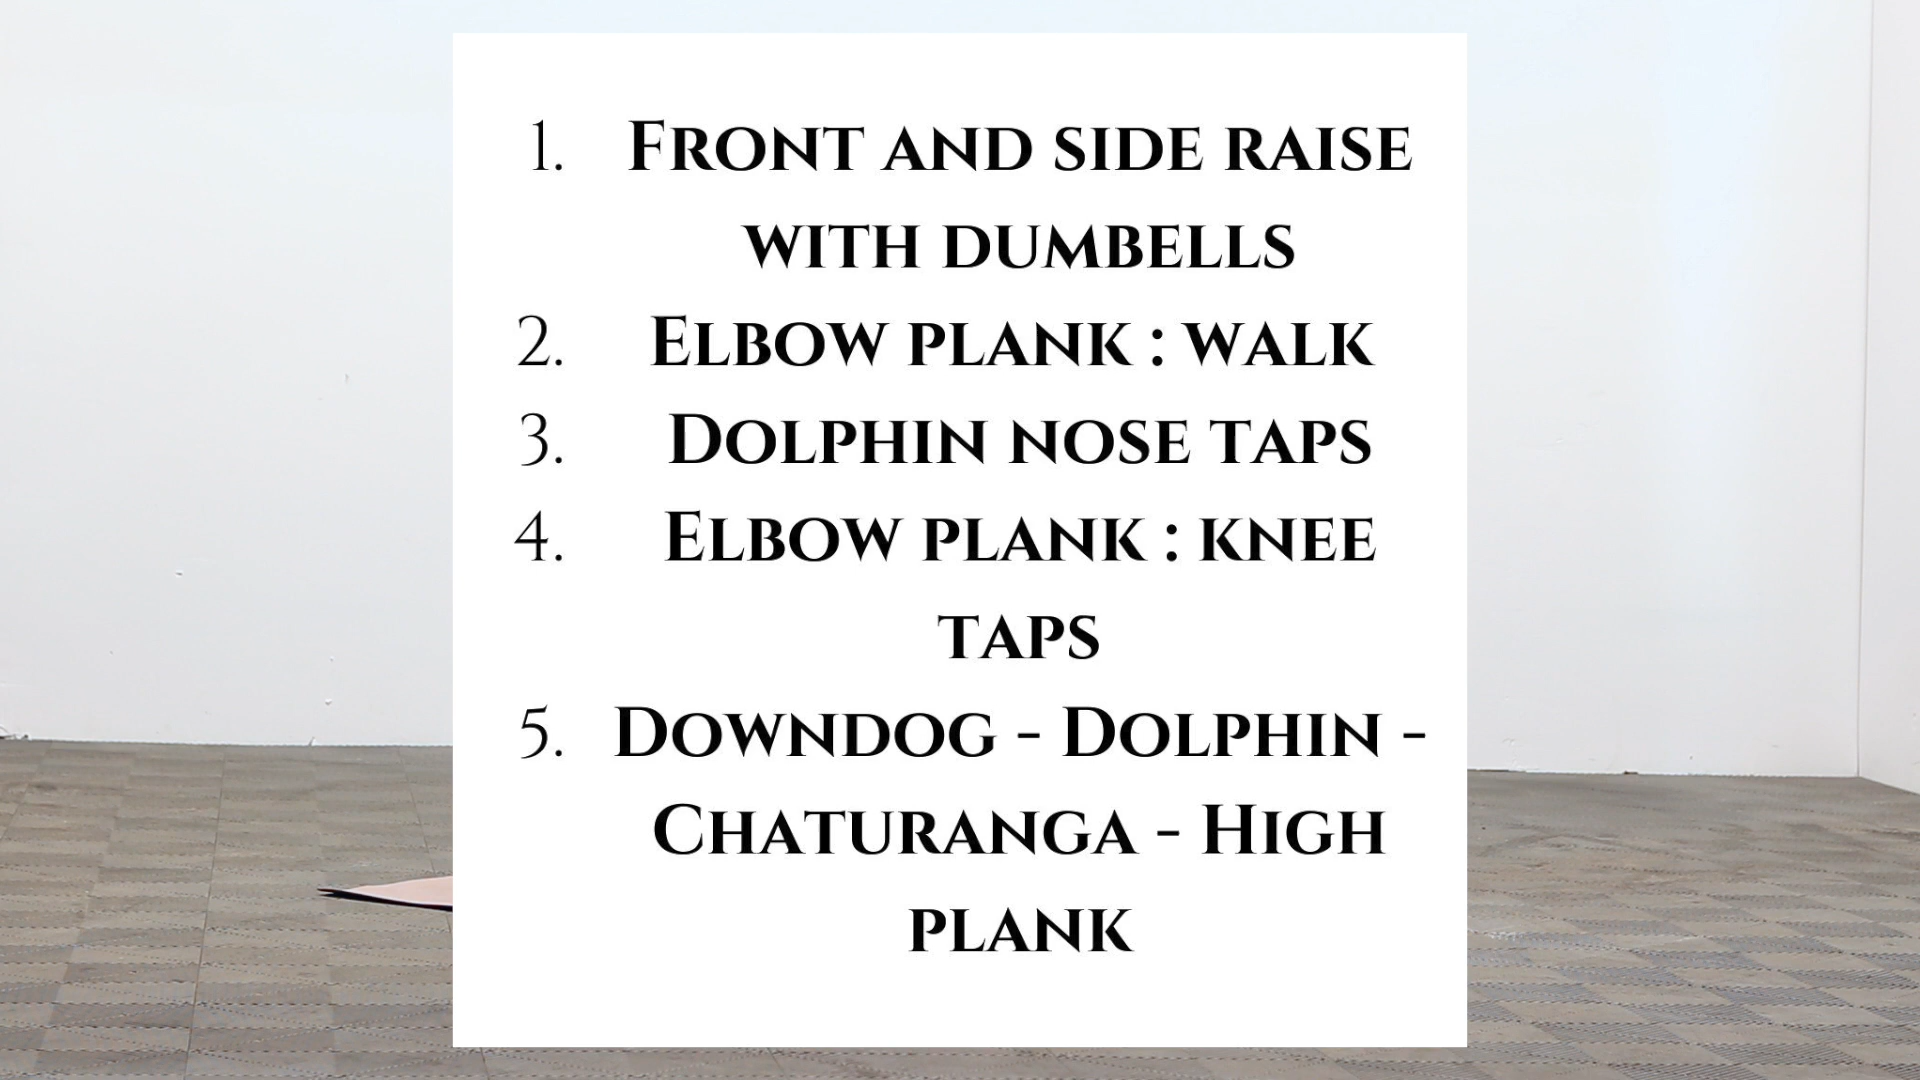 1. Front and side raise
with dumbells
2. Elbow plank : walk
3. Dolphin nose taps
4. Elbow plank : knee
taps
5. Downdog - Dolphin -
Chaturanga - High
plank